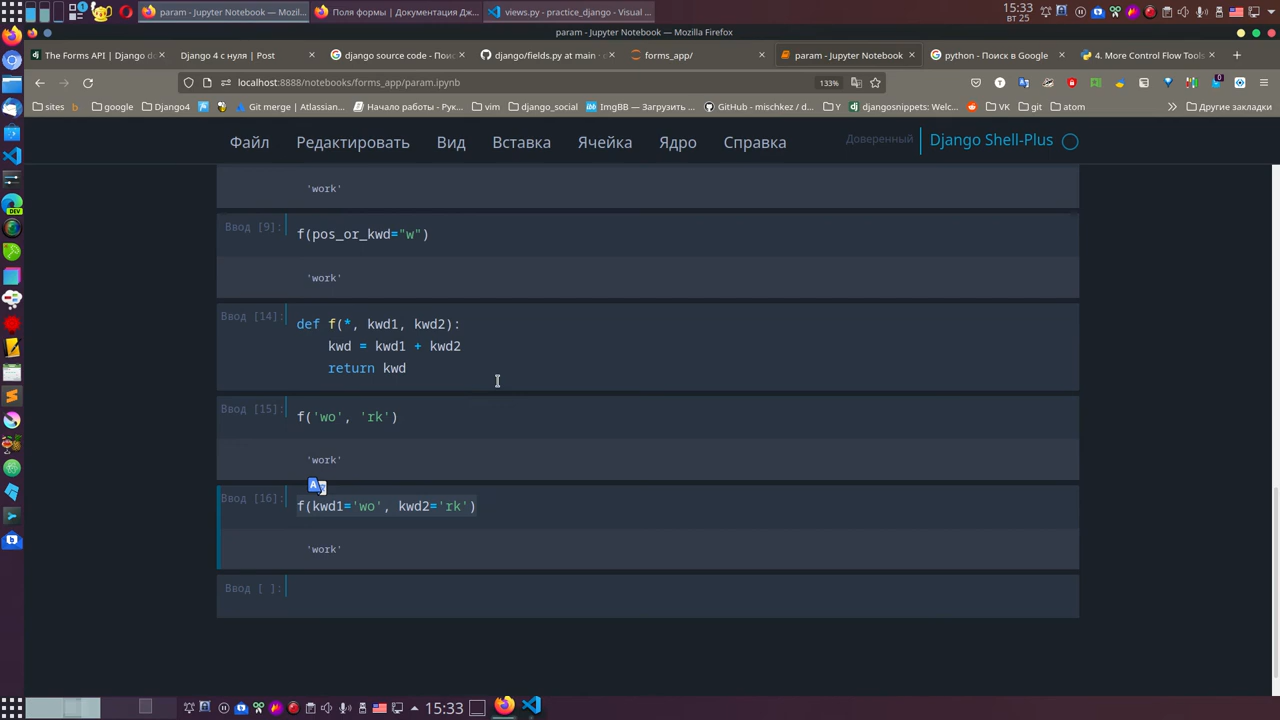 param - Jupyter Notebook — Mozil...
Поля формы | Документация Дж...
views.py - practice_django - Visual ...
15:33
ВТ 25
param - Jupyter Notebook — Mozilla Firefox
The Forms API | Django do
Django 4 с нуля | Post
django source code - Пои
django/fields.py at main ·
forms_app/
param - Jupyter Notebook
python - Поиск в Google
4. More Control Flow Tools
localhost:8888/notebooks/forms_app/param.ipynb
133%
sites
b
google
Django4
Git merge | Atlassian...
Начало работы - Рук...
vim
django_social
ibb ImgBB — Загрузить ...
GitHub - mischkez / d...
Y
dj djangosnippets: Welc...
VK
git
atom
Другие закладки
Файл
Редактировать
Вид
Вставка
Ячейка
Ядро
Справка
Доверенный
Django Shell-Plus
'work'
Ввод [9]:
f(pos_or_kwd="w")
'work'
Ввод [14]:
def f(*, kwd1, kwd2):
kwd = kwd1 + kwd2
return kwd
Ввод [15]:
f('wo', 'rk')
'work'
Ввод [16]:
f(kwd1='wo', kwd2='rk')
'work'
Ввод [ ]:
DEV
15:33